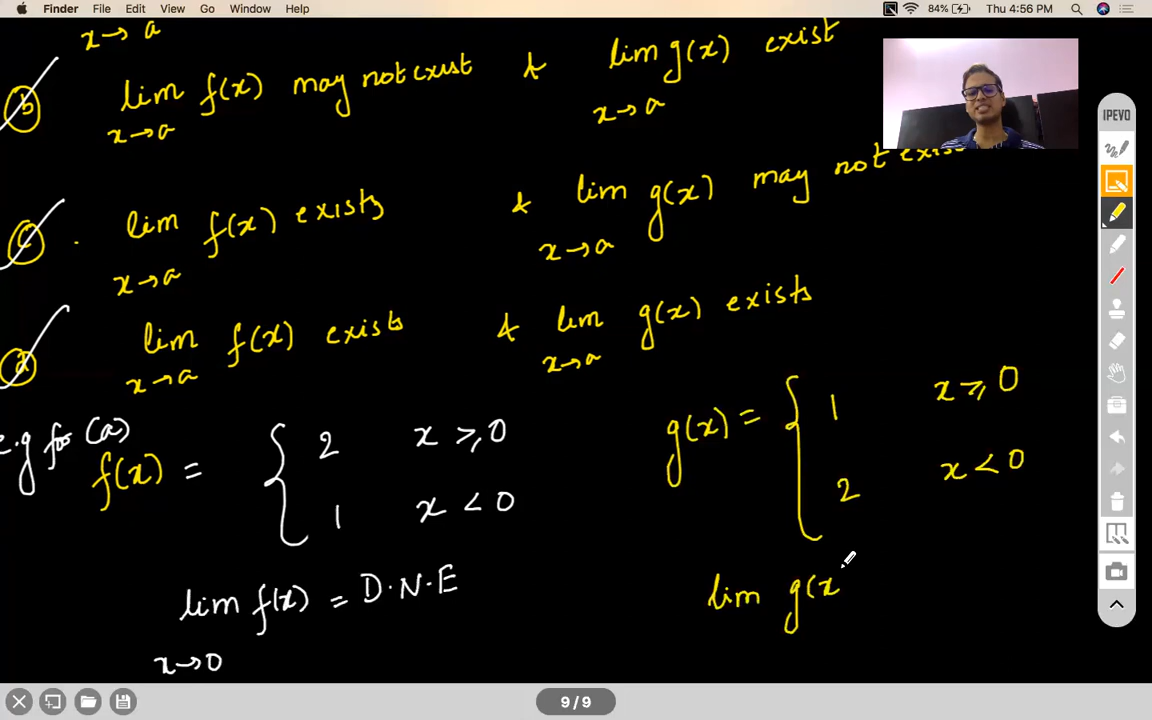 Finder File Edit View Go Window Help 84% Thu 4:56 PM
x→a
b lim f(x) may not exist & lim g(x) exist
x→a x→a
IPEVO
c . lim f(x) exists & lim g(x) may not exist
x→a x→a
d lim f(x) exists & lim g(x) exists
x→a x→a
e.g for (a)
f(x) = { 2 x ≥ 0
1 x < 0
g(x) = { 1 x ≥ 0
2 x < 0
lim f(x) = D.N.E
x→0
lim g(x
9 / 9